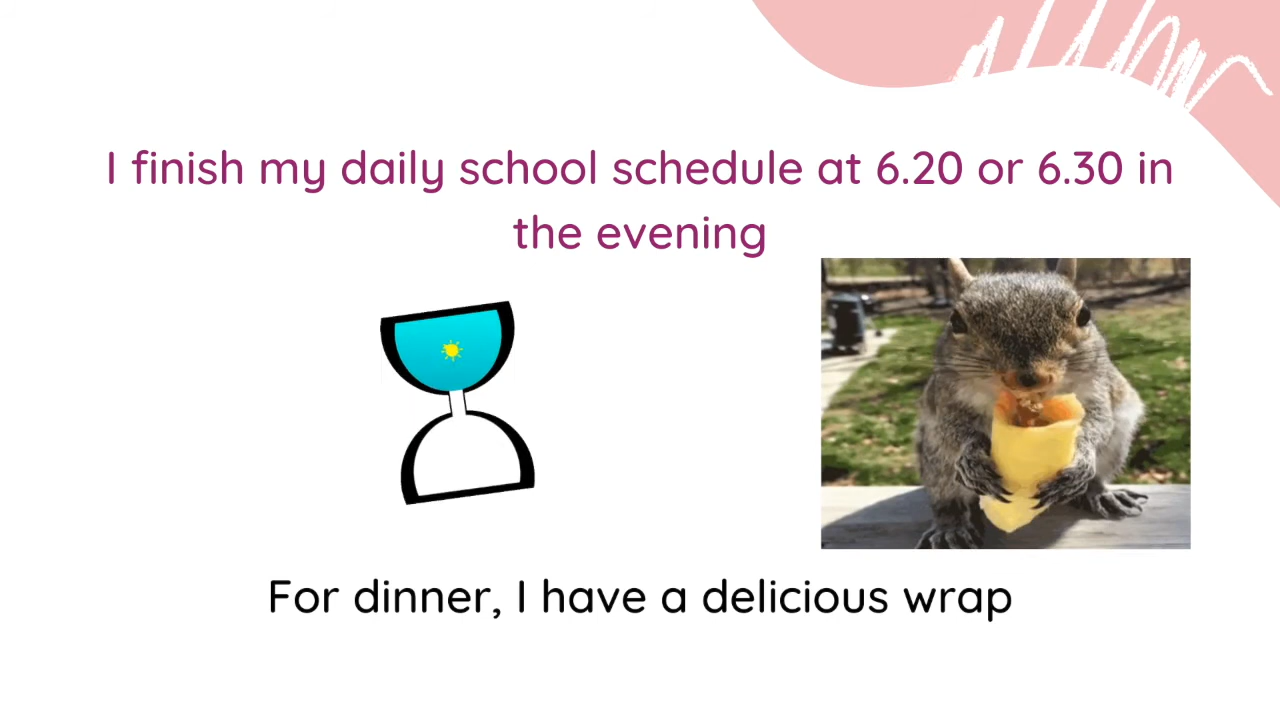 I finish my daily school schedule at 6.20 or 6.30 in
the evening
For dinner, I have a delicious wrap